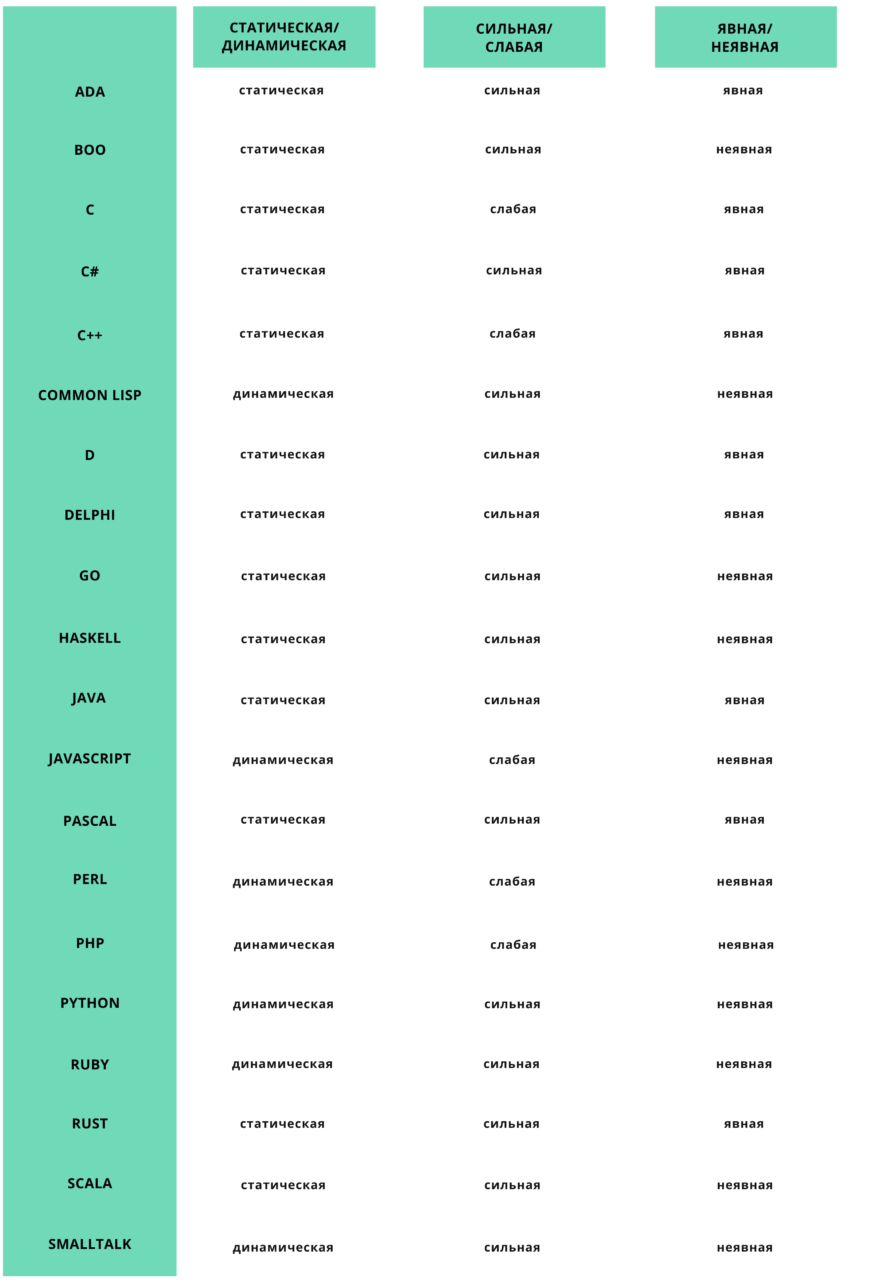 СТАТИЧЕСКАЯ/
ДИНАМИЧЕСКАЯ
СИЛЬНАЯ/
СЛАБАЯ
ЯВНАЯ/
НЕЯВНАЯ
ADA статическая сильная явная
BOO статическая сильная неявная
C статическая слабая явная
C# статическая сильная явная
C++ статическая слабая явная
COMMON LISP динамическая сильная неявная
D статическая сильная явная
DELPHI статическая сильная явная
GO статическая сильная неявная
HASKELL статическая сильная неявная
JAVA статическая сильная явная
JAVASCRIPT динамическая слабая неявная
PASCAL статическая сильная явная
PERL динамическая слабая неявная
PHP динамическая слабая неявная
PYTHON динамическая сильная неявная
RUBY динамическая сильная неявная
RUST статическая сильная явная
SCALA статическая сильная неявная
SMALLTALK динамическая сильная неявная